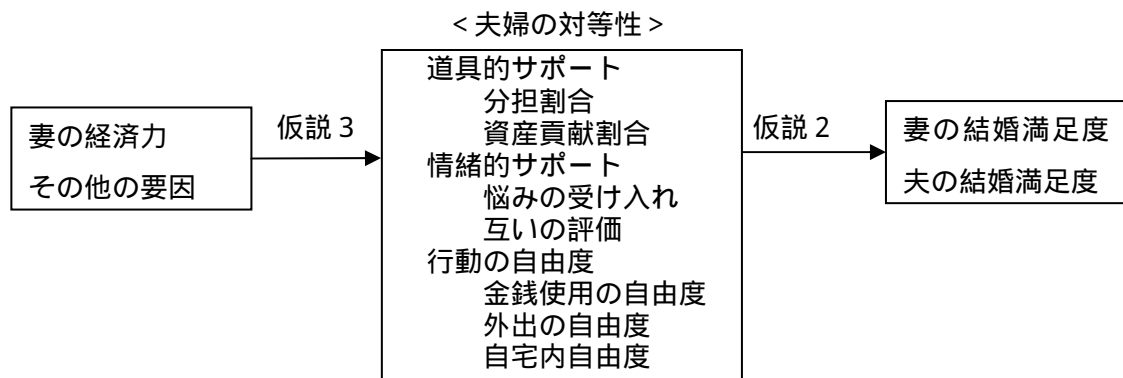 ＜夫婦の対等性＞
妻の経済力
その他の要因
仮説３
道具的サポート
分担割合
資産貢献割合
情緒的サポート
悩みの受け入れ
互いの評価
行動の自由度
金銭使用の自由度
外出の自由度
自宅内自由度
仮説２
妻の結婚満足度
夫の結婚満足度